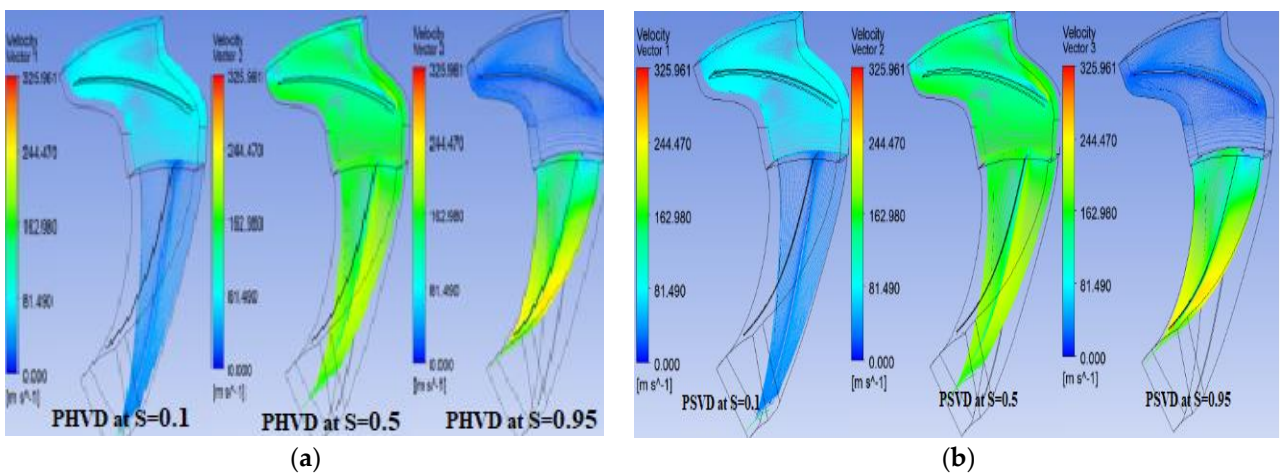 Velocity
Vector 1
325.961
244.470
162.980
81.490
0.000
[m s^-1]
PHVD at S=0.1
Velocity
Vector 2
325.961
244.470
162.980
81.490
0.000
[m s^-1]
PHVD at S=0.5
Velocity
Vector 3
325.961
244.470
162.980
81.490
0.000
[m s^-1]
PHVD at S=0.95
(a)
Velocity
Vector 1
325.961
244.470
162.980
81.490
0.000
[m s^-1]
PSVD at S=0.1
Velocity
Vector 2
325.961
244.470
162.980
81.490
0.000
[m s^-1]
PSVD at S=0.5
Velocity
Vector 3
325.961
244.470
162.980
81.490
0.000
[m s^-1]
PSVD at S=0.95
(b)